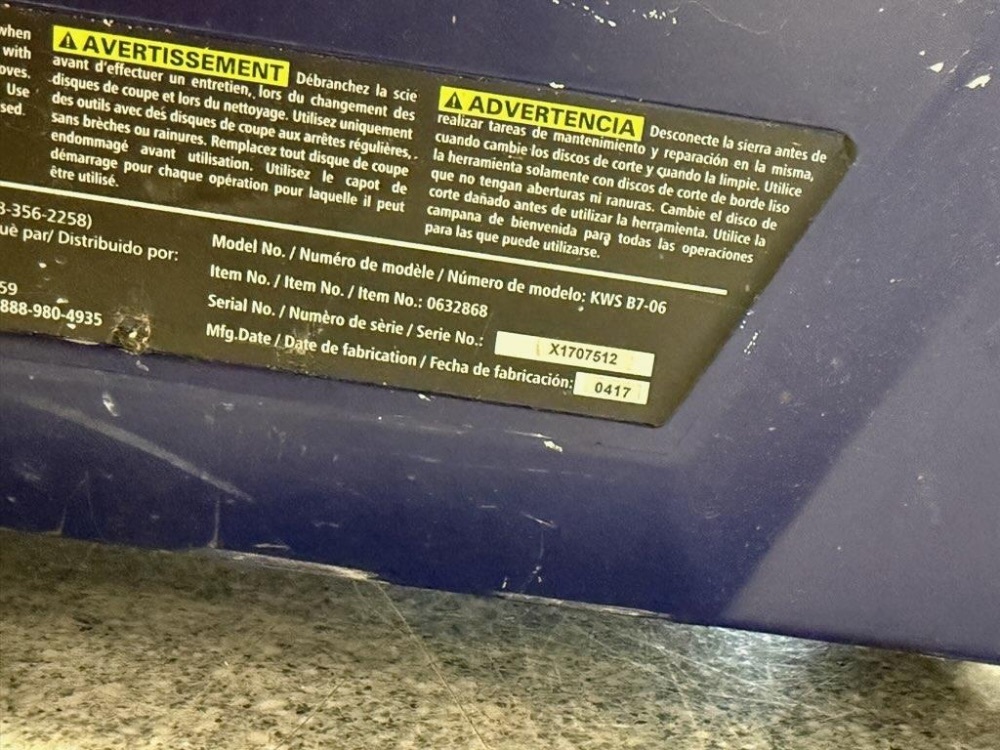 when
with
oves.
Use
sed.
AVERTISSEMENT Débranchez la scie
avant d'effectuer un entretien, lors du changement des
disques de coupe et lors du nettoyage. Utilisez uniquement
des outils avec des disques de coupe aux arrêtes régulières,
sans brèches ou rainures. Remplacez tout disque de coupe
endommagé avant utilisation. Utilisez le capot de
démarrage pour chaque opération pour laquelle il peut
être utilisé.
ADVERTENCIA Desconecte la sierra antes de
realizar tareas de mantenimiento y reparación en la misma,
cuando cambie los discos de corte y cuando la limpie. Utilice
la herramienta solamente con discos de corte de borde liso
que no tengan aberturas ni ranuras. Cambie el disco de
corte dañado antes de utilizar la herramienta. Utilice la
campana de bienvenida para todas las operaciones
para las que puede utilizarse.
8-356-2258)
uè par/ Distribuido por:
59
888-980-4935
Model No. / Numéro de modèle / Número de modelo: KWS B7-06
Item No. / Item No. / Item No.: 0632868
Serial No. / Numèro de sèrie / Serie No.: X1707512
Mfg.Date / Date de fabrication / Fecha de fabricación: 0417